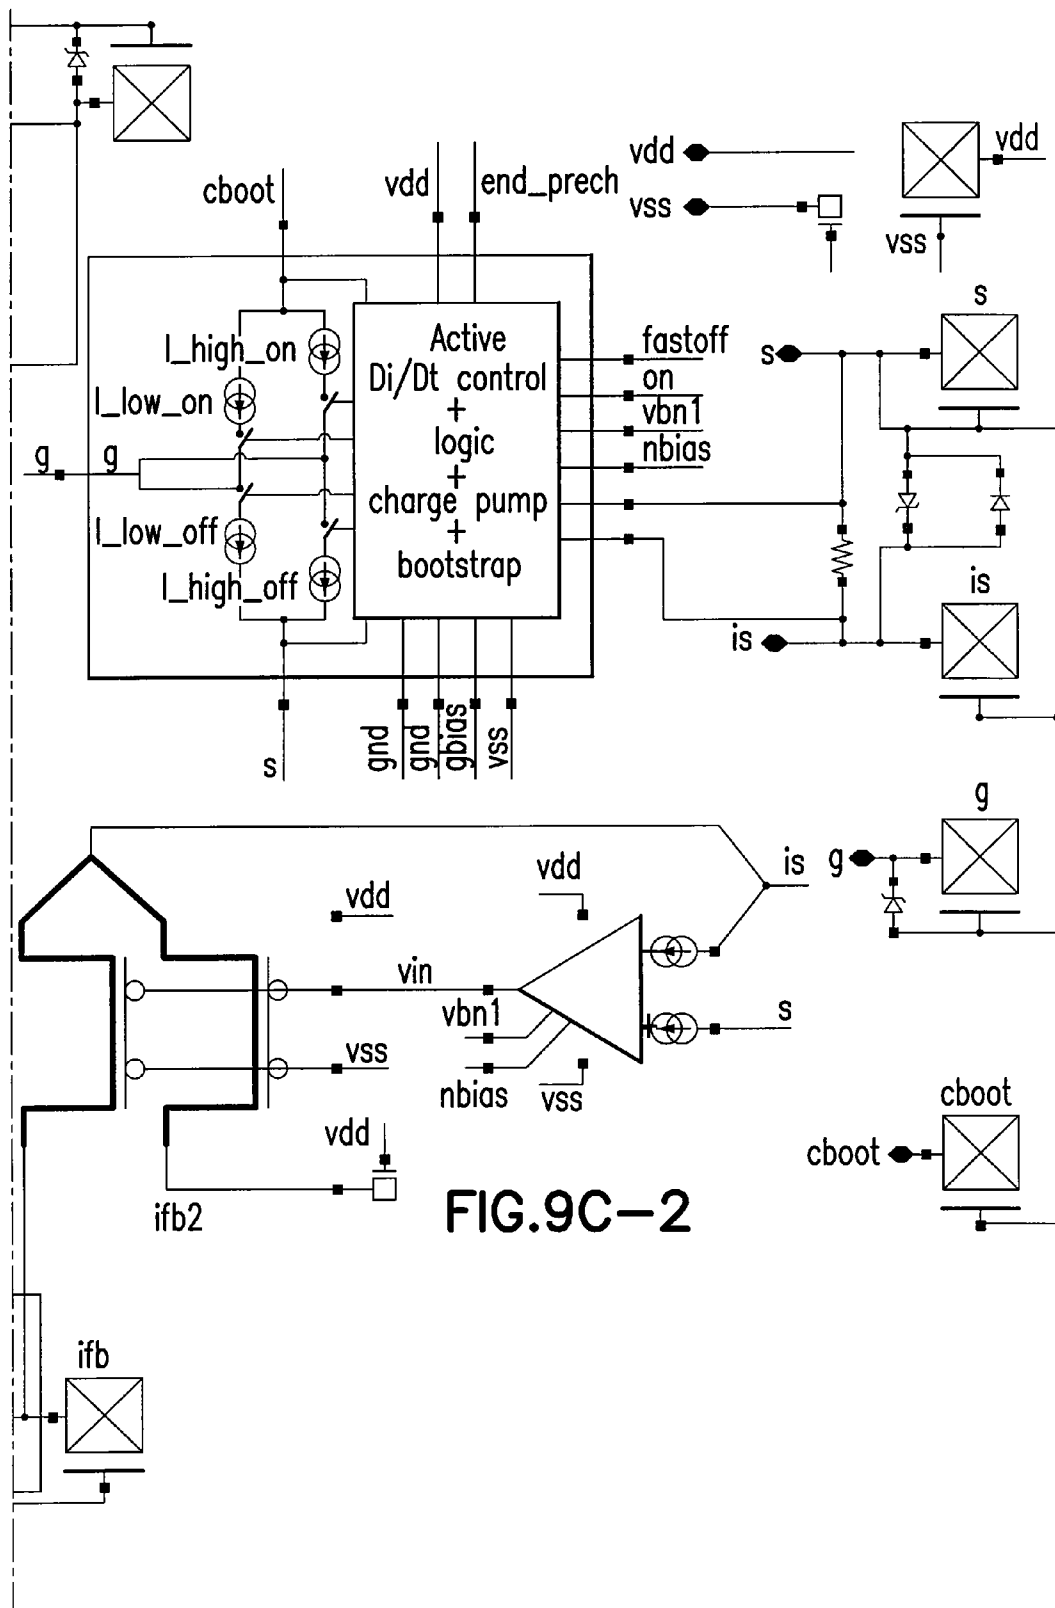 cboot
vdd
end_prech
vdd
vss
vdd
vss
I_high_on
I_low_on
g
g
I_low_off
I_high_off
Active
Di/Dt control
+
logic
+
charge pump
+
bootstrap
fastoff
on
vbn1
nbias
s
s
is
is
s
gnd
gnd
gbias
vss
g
g
is
vdd
vdd
vin
vbn1
s
vss
nbias
vss
vdd
ifb2
cboot
cboot
FIG.9C-2
ifb